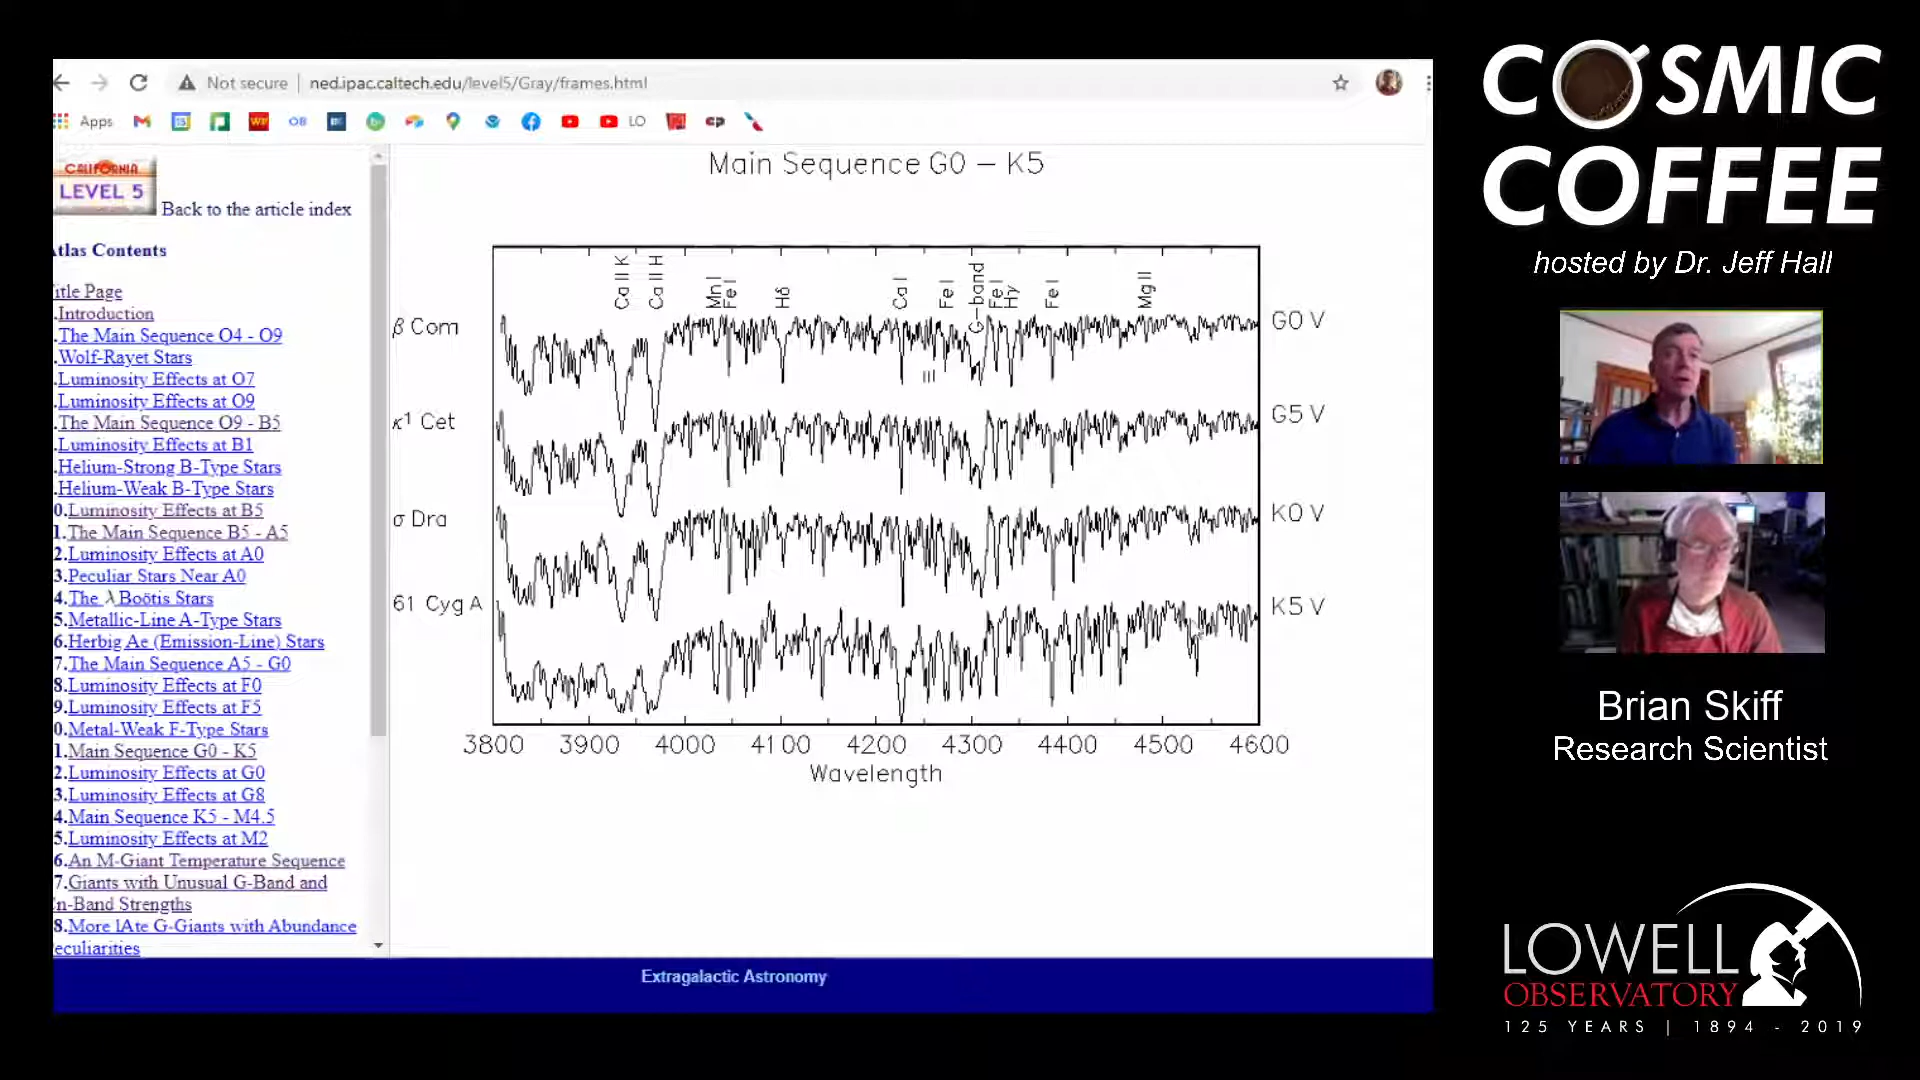 Not secure | ned.ipac.caltech.edu/level5/Gray/frames.html
Apps
LO
CALIFORNIA
LEVEL 5
Back to the article index
tlas Contents
itle Page
.Introduction
.The Main Sequence O4 - O9
.Wolf-Rayet Stars
.Luminosity Effects at O7
.Luminosity Effects at O9
.The Main Sequence O9 - B5
.Luminosity Effects at B1
.Helium-Strong B-Type Stars
.Helium-Weak B-Type Stars
0.Luminosity Effects at B5
1.The Main Sequence B5 - A5
2.Luminosity Effects at A0
3.Peculiar Stars Near A0
4.The λ Boötis Stars
5.Metallic-Line A-Type Stars
6.Herbig Ae (Emission-Line) Stars
7.The Main Sequence A5 - G0
8.Luminosity Effects at F0
9.Luminosity Effects at F5
0.Metal-Weak F-Type Stars
1.Main Sequence G0 - K5
2.Luminosity Effects at G0
3.Luminosity Effects at G8
4.Main Sequence K5 - M4.5
5.Luminosity Effects at M2
6.An M-Giant Temperature Sequence
7.Giants with Unusual G-Band and
n-Band Strengths
8.More lAte G-Giants with Abundance
eculiarities
Main Sequence G0 – K5
Ca II K
Ca II H
Mn I
Fe I
Hδ
Ca I
Fe I
G-band
Fe I
Hγ
Fe I
Mg II
β Com
G0 V
κ¹ Cet
G5 V
σ Dra
K0 V
61 Cyg A
K5 V
3800 3900 4000 4100 4200 4300 4400 4500 4600
Wavelength
Extragalactic Astronomy
COSMIC
COFFEE
hosted by Dr. Jeff Hall
Brian Skiff
Research Scientist
LOWELL
OBSERVATORY
125 YEARS | 1894 - 2019